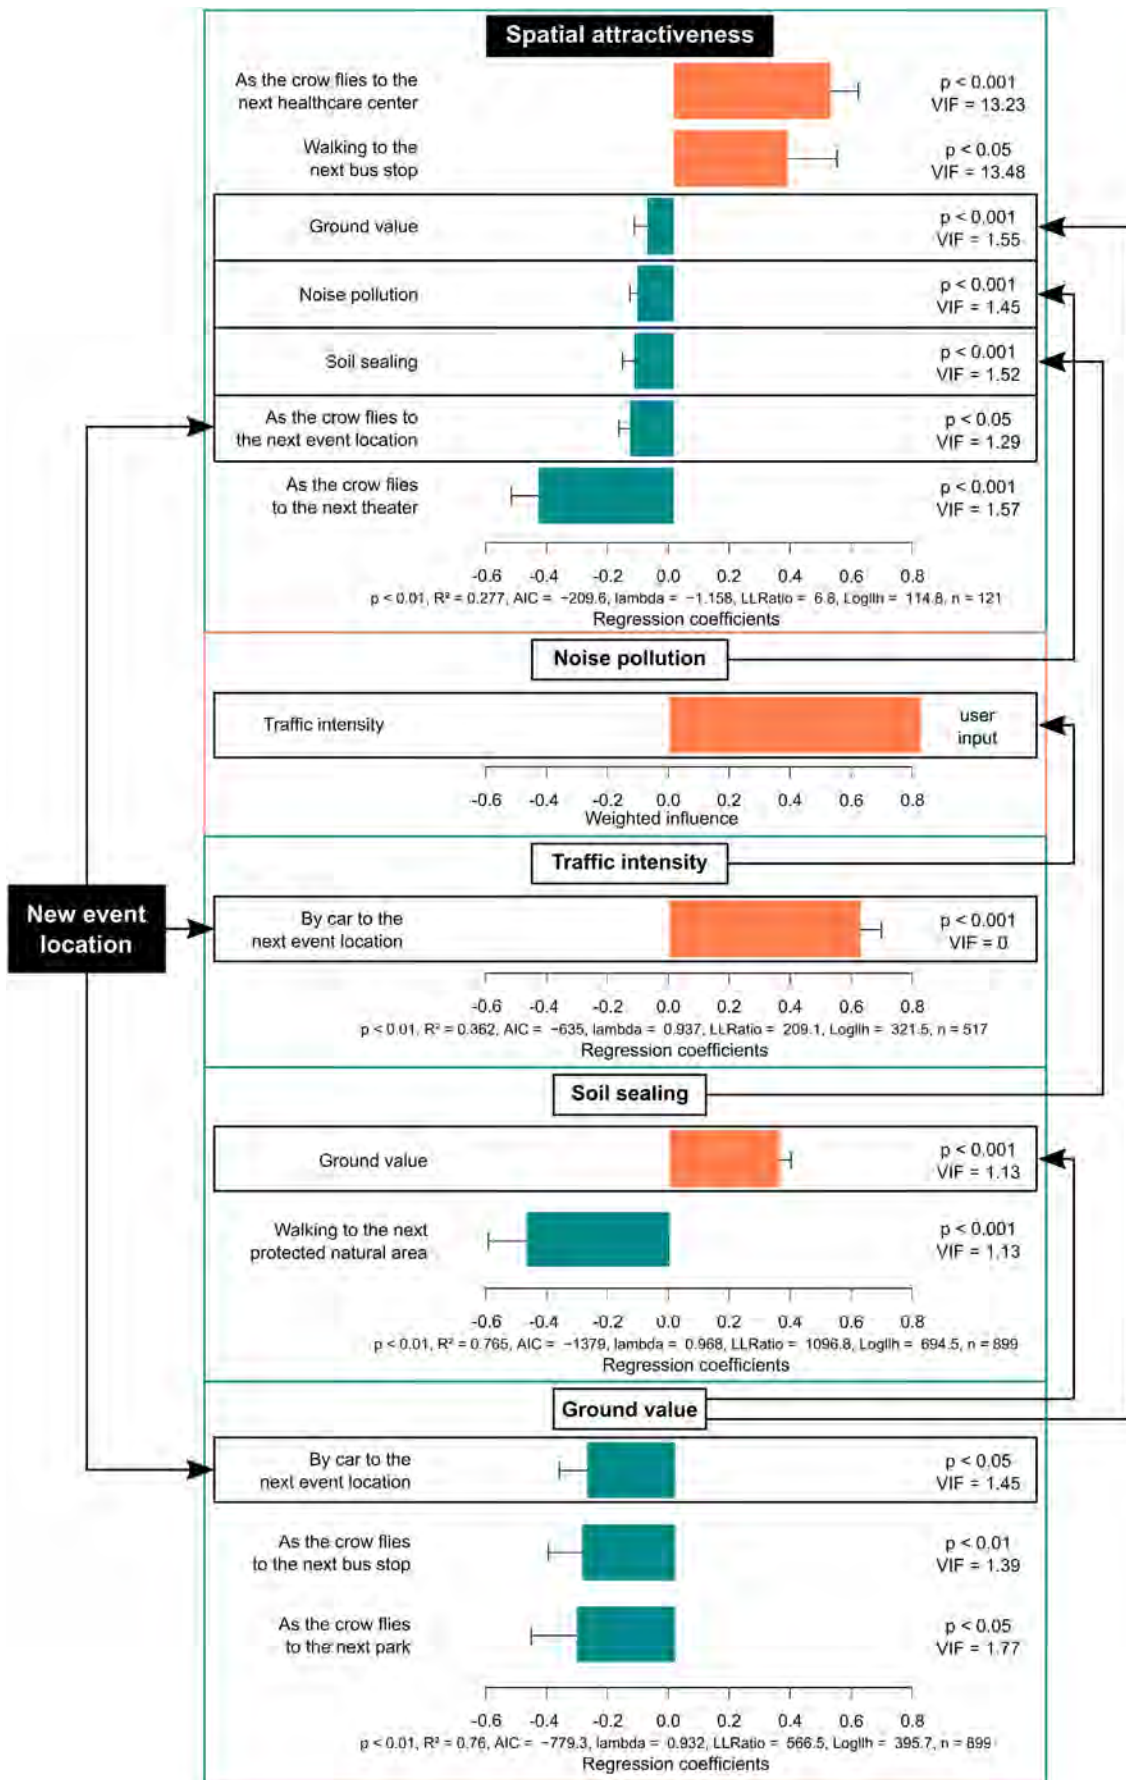 Spatial attractiveness
As the crow flies to the
next healthcare center
p < 0.001
VIF = 13.23
Walking to the
next bus stop
p < 0.05
VIF = 13.48
Ground value
p < 0.001
VIF = 1.55
Noise pollution
p < 0.001
VIF = 1.45
Soil sealing
p < 0.001
VIF = 1.52
As the crow flies to
the next event location
p < 0.05
VIF = 1.29
As the crow flies
to the next theater
p < 0.001
VIF = 1.57
-0.6 -0.4 -0.2 0.0 0.2 0.4 0.6 0.8
p < 0.01, R² = 0.277, AIC = −209.6, lambda = −1.158, LLRatio = 6.8, Loglih = 114.8, n = 121
Regression coefficients
Noise pollution
Traffic intensity
user
input
-0.6 -0.4 -0.2 0.0 0.2 0.4 0.6 0.8
Weighted influence
Traffic intensity
New event
location
By car to the
next event location
p < 0.001
VIF = 0
-0.6 -0.4 -0.2 0.0 0.2 0.4 0.6 0.8
p < 0.01, R² = 0.362, AIC = −635, lambda = 0.937, LLRatio = 209.1, Loglih = 321.5, n = 517
Regression coefficients
Soil sealing
Ground value
p < 0.001
VIF = 1.13
Walking to the next
protected natural area
p < 0.001
VIF = 1.13
-0.6 -0.4 -0.2 0.0 0.2 0.4 0.6 0.8
p < 0.01, R² = 0.765, AIC = −1379, lambda = 0.968, LLRatio = 1096.8, Loglih = 694.5, n = 899
Regression coefficients
Ground value
By car to the
next event location
p < 0.05
VIF = 1.45
As the crow flies
to the next bus stop
p < 0.01
VIF = 1.39
As the crow flies
to the next park
p < 0.05
VIF = 1.77
-0.6 -0.4 -0.2 0.0 0.2 0.4 0.6 0.8
p < 0.01, R² = 0.76, AIC = −779.3, lambda = 0.932, LLRatio = 566.5, Loglih = 395.7, n = 899
Regression coefficients